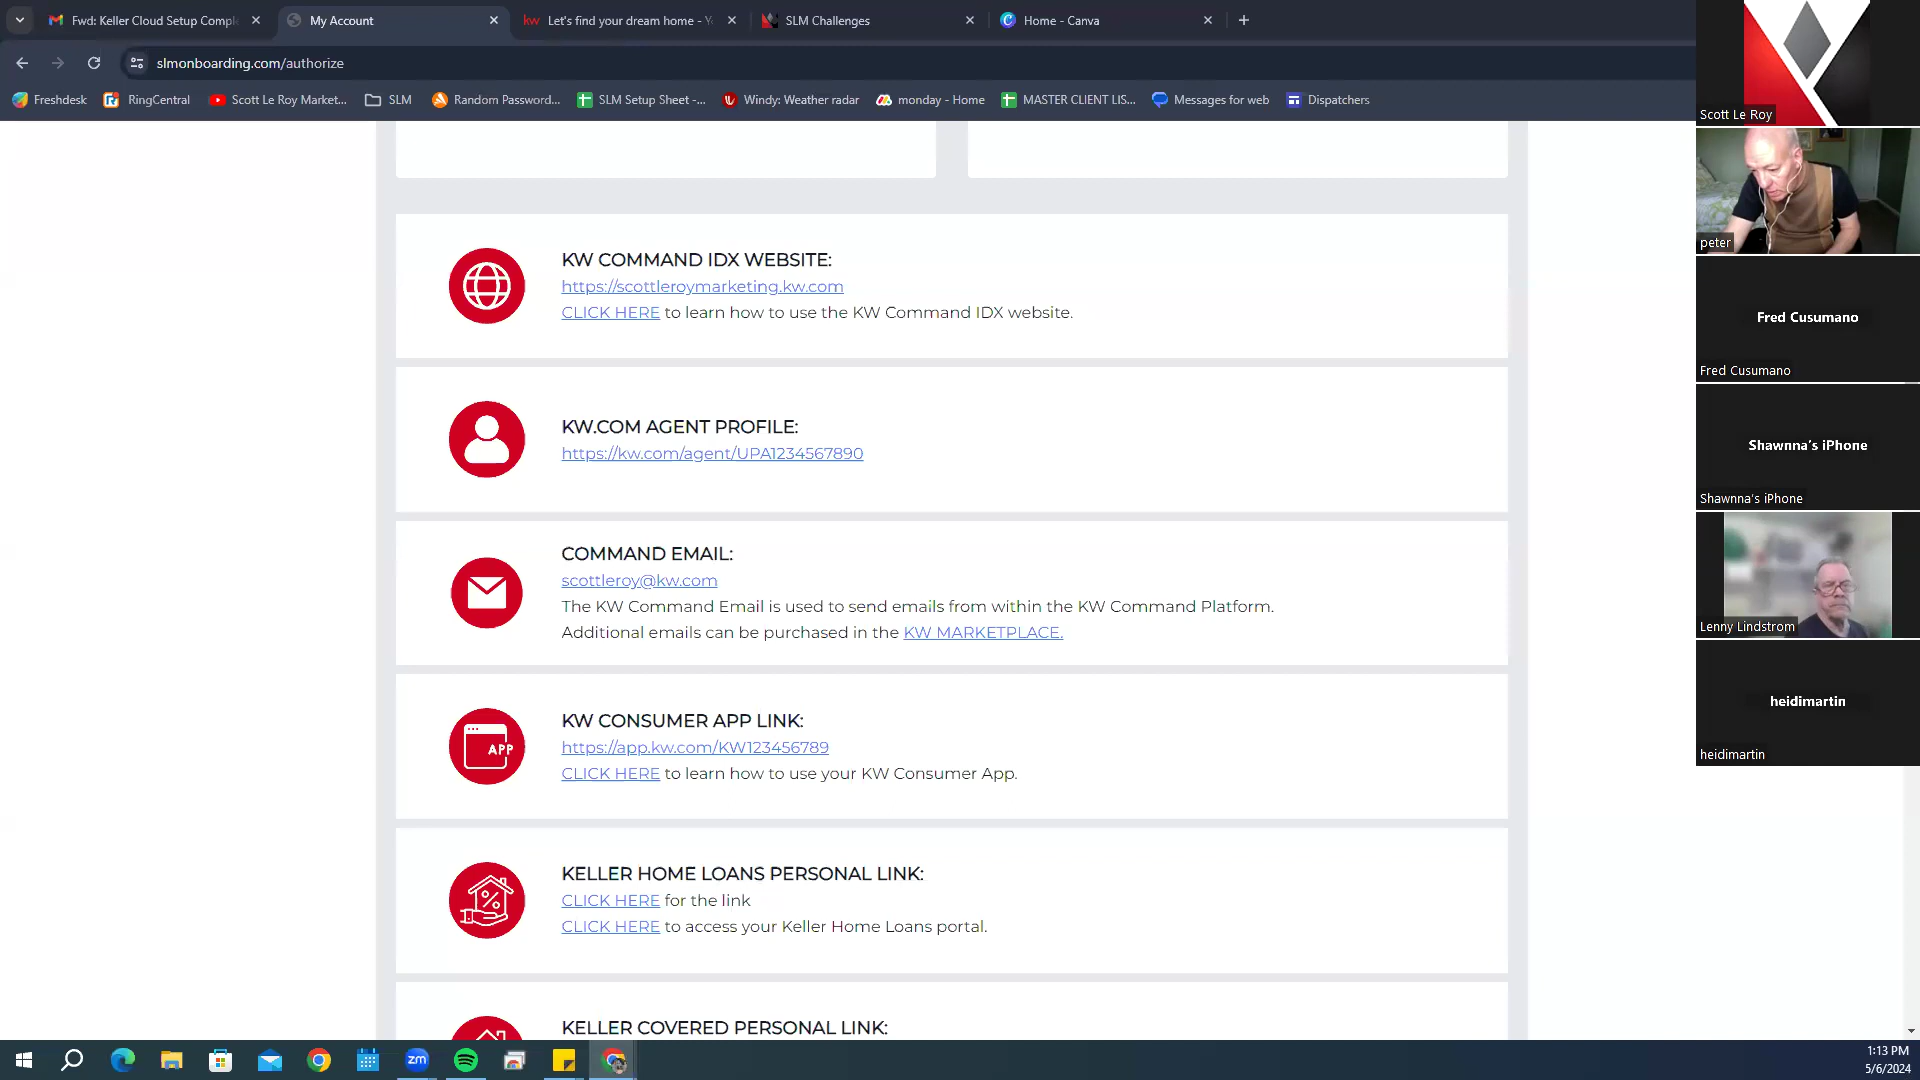 Fwd: Keller Cloud Setup Compl
My Account
kw
Let's find your dream home - Y
SLM Challenges
Home - Canva
slmonboarding.com/authorize
Freshdesk
RingCentral
Scott Le Roy Market...
SLM
Random Password...
SLM Setup Sheet -...
Windy: Weather radar
monday - Home
MASTER CLIENT LIS...
Messages for web
Dispatchers
KW COMMAND IDX WEBSITE:
https://scottleroymarketing.kw.com
CLICK HERE to learn how to use the KW Command IDX website.
KW.COM AGENT PROFILE:
https://kw.com/agent/UPA1234567890
COMMAND EMAIL:
scottleroy@kw.com
The KW Command Email is used to send emails from within the KW Command Platform.
Additional emails can be purchased in the KW MARKETPLACE.
APP
KW CONSUMER APP LINK:
https://app.kw.com/KW123456789
CLICK HERE to learn how to use your KW Consumer App.
KELLER HOME LOANS PERSONAL LINK:
CLICK HERE for the link
CLICK HERE to access your Keller Home Loans portal.
KELLER COVERED PERSONAL LINK:
Scott Le Roy
peter
Fred Cusumano
Fred Cusumano
Shawnna's iPhone
Shawnna's iPhone
Lenny Lindstrom
heidimartin
heidimartin
zm
1:13 PM
5/6/2024